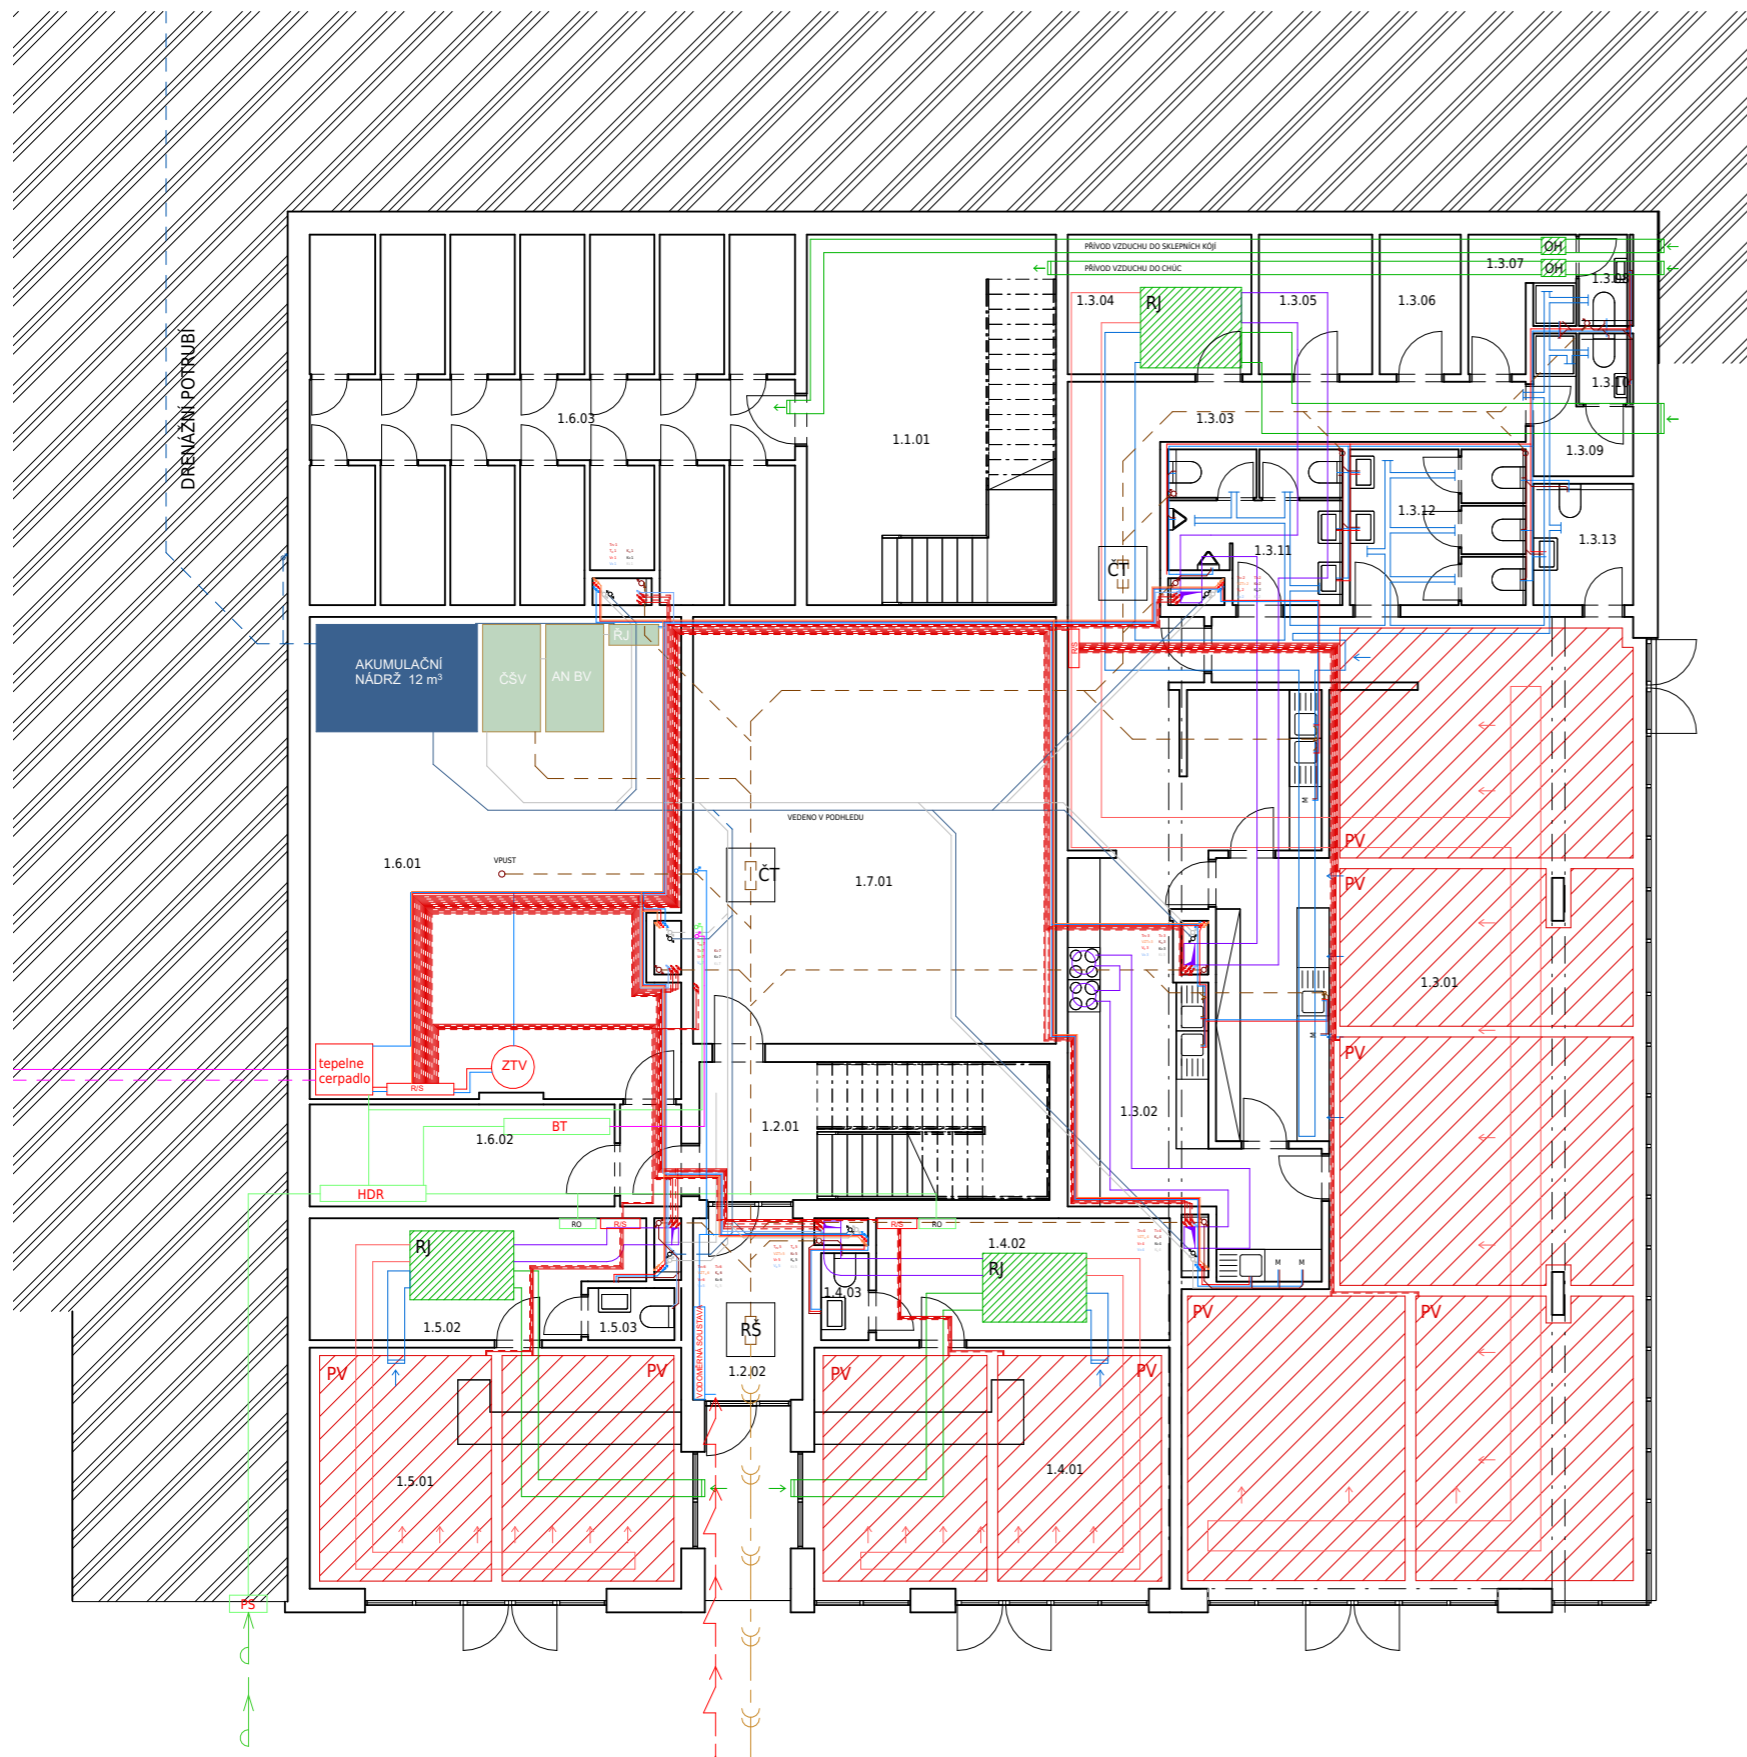 PŘÍVOD VZDUCHU DO SKLEPNÍCH KÓJÍ
OH
PŘÍVOD VZDUCHU DO CHÚC
OH
1.3.07
1.3.08
1.3.04
RJ
1.3.05
1.3.06
DRENÁŽNÍ POTRUBÍ
1.3.10
1.6.03
1.1.01
1.3.03
1.3.09
1.3.12
1.3.11
1.3.13
ČT
AKUMULAČNÍ
NÁDRŽ 12 m³
ČŠV
AN BV
ŘJ
R/S
VEDENO V PODHLEDU
M
PV
1.6.01
VPUST
ČT
1.7.01
PV
1.3.01
M
PV
tepelne
cerpadlo
R/S
ZTV
1.3.02
BT
1.6.02
1.2.01
HDR
RO
R/S
R/S
RO
RJ
1.4.02
RJ
M
M
1.4.03
1.5.02
1.5.03
VODOMĚRNÁ SOUSTAVA
RŠ
1.2.02
PV
PV
PV
PV
PV
PV
1.5.01
1.4.01
PS